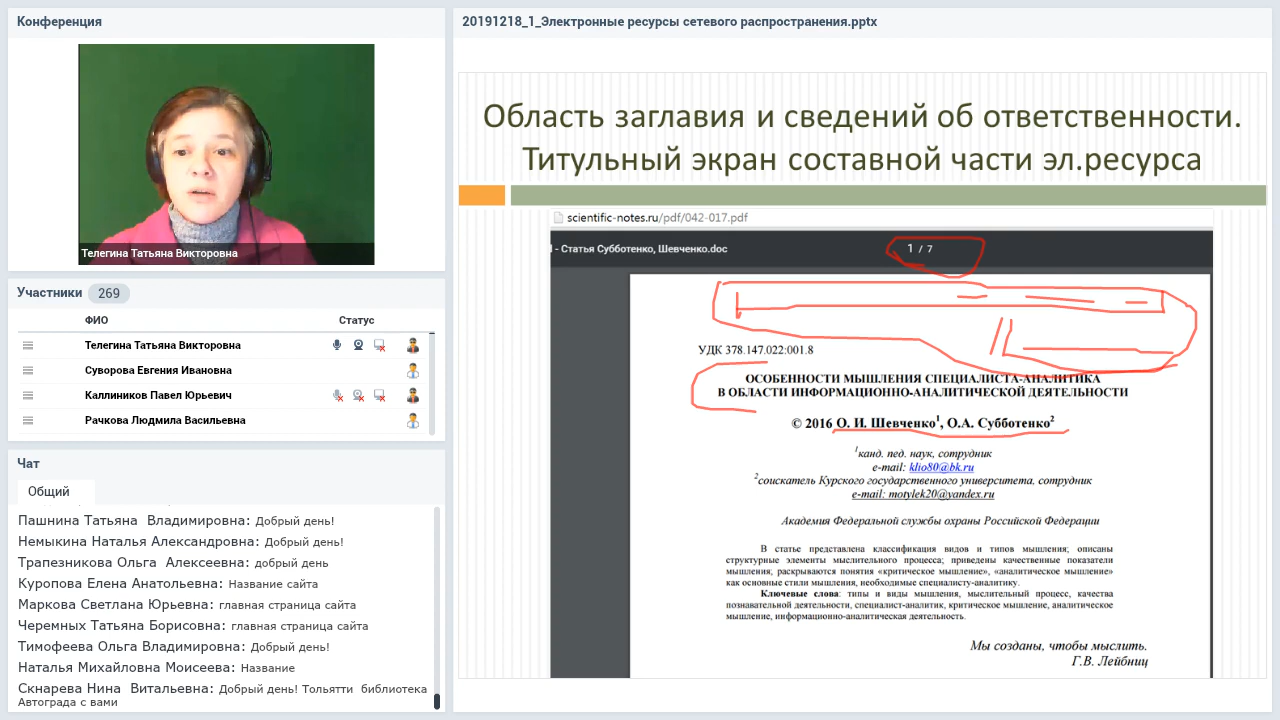 Конференция
Телегина Татьяна Викторовна
Участники 269
ФИО Статус
Телегина Татьяна Викторовна
Суворова Евгения Ивановна
Каллиников Павел Юрьевич
Рачкова Людмила Васильевна
Чат
Общий
Пашнина Татьяна Владимировна: Добрый день!
Немыкина Наталья Александровна: Добрый день!
Трапезникова Ольга Алексеевна: добрый день
Куропова Елена Анатольевна: Название сайта
Маркова Светлана Юрьевна: главная страница сайта
Черемных Татьяна Борисовна: главная страница сайта
Тимофеева Ольга Владимировна: Добрый день!
Наталья Михайловна Моисеева: Название
Скнарева Нина Витальевна: Добрый день! Тольятти библиотека
Автограда с вами
20191218_1_Электронные ресурсы сетевого распространения.pptx
Область заглавия и сведений об ответственности.
Титульный экран составной части эл.ресурса
scientific-notes.ru/pdf/042-017.pdf
- Статья Субботенко, Шевченко.doc 1 / 7
УДК 378.147.022:001.8
ОСОБЕННОСТИ МЫШЛЕНИЯ СПЕЦИАЛИСТА-АНАЛИТИКА
В ОБЛАСТИ ИНФОРМАЦИОННО-АНАЛИТИЧЕСКОЙ ДЕЯТЕЛЬНОСТИ
© 2016 О. И. Шевченко¹, О.А. Субботенко²
¹канд. пед. наук, сотрудник
e-mail: klio80@bk.ru
²соискатель Курского государственного университета, сотрудник
e-mail: motylek20@yandex.ru
Академия Федеральной службы охраны Российской Федерации
В статье представлена классификация видов и типов мышления; описаны
структурные элементы мыслительного процесса; приведены качественные показатели
мышления; раскрываются понятия «критическое мышление», «аналитическое мышление»
как основные стили мышления, необходимые специалисту-аналитику.
Ключевые слова: типы и виды мышления, мыслительный процесс, качества
познавательной деятельности, специалист-аналитик, критическое мышление, аналитическое
мышление, информационно-аналитическая деятельность.
Мы созданы, чтобы мыслить.
Г.В. Лейбниц